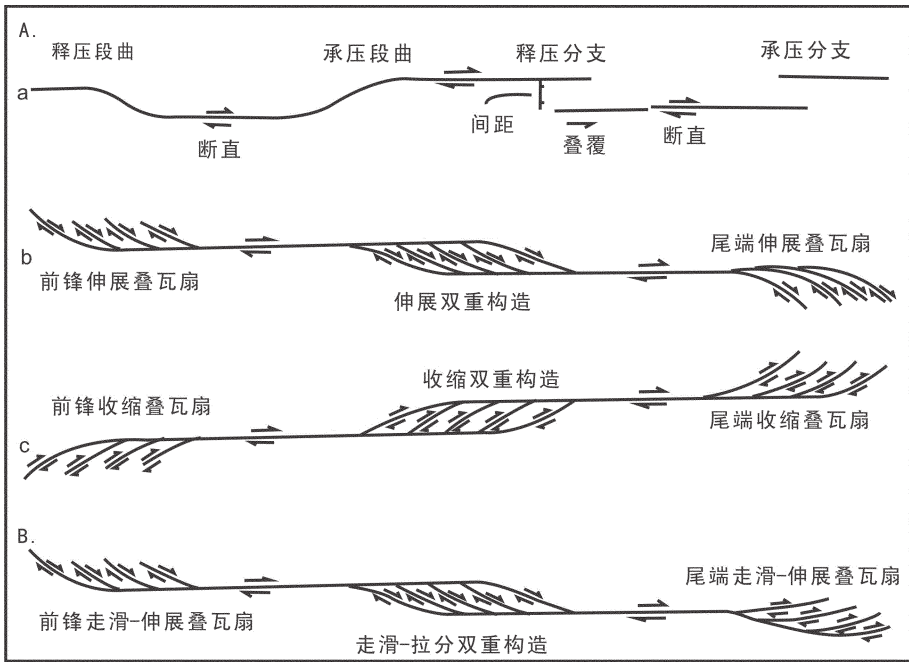 A.
释压段曲
承压段曲
释压分支
承压分支
a
断直
间距
叠覆
断直
b
前锋伸展叠瓦扇
伸展双重构造
尾端伸展叠瓦扇
c
前锋收缩叠瓦扇
收缩双重构造
尾端收缩叠瓦扇
B.
前锋走滑-伸展叠瓦扇
走滑-拉分双重构造
尾端走滑-伸展叠瓦扇